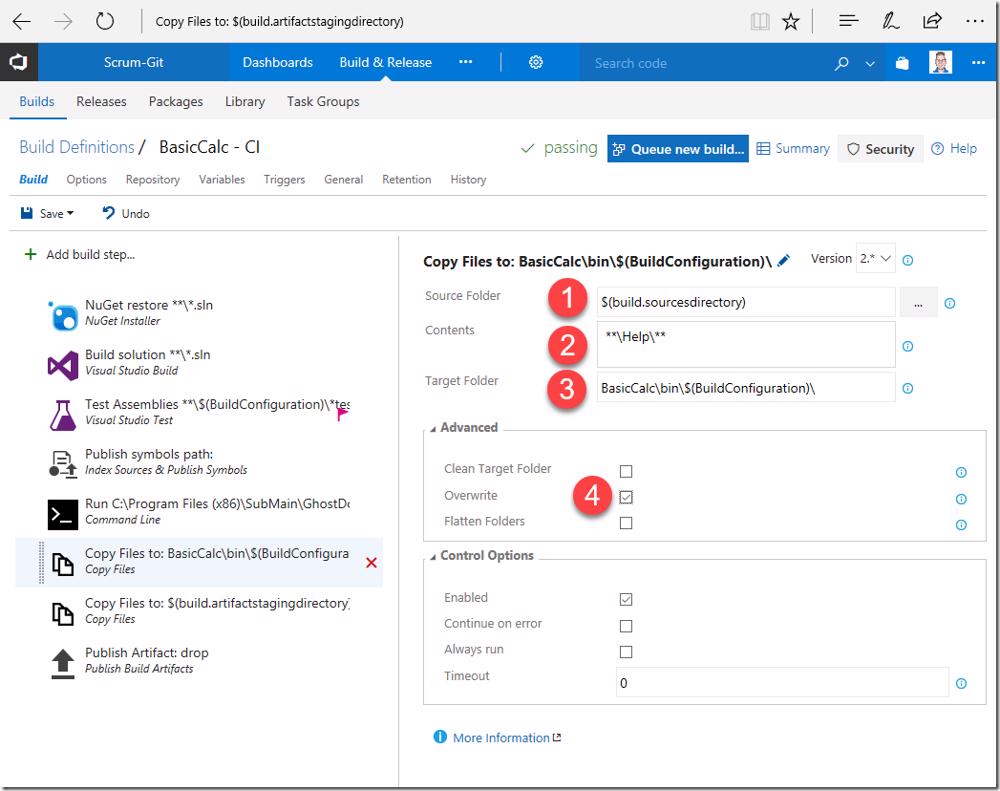 Copy Files to: $(build.artifactstagingdirectory)
Scrum-Git Dashboards Build & Release ... Search code ...
Builds Releases Packages Library Task Groups
Build Definitions / BasicCalc - CI passing Queue new build... Summary Security Help
Build Options Repository Variables Triggers General Retention History
Save Undo
Add build step...
NuGet restore **\*.sln
NuGet Installer
Build solution **\*.sln
Visual Studio Build
Test Assemblies **\$(BuildConfiguration)\*tes
Visual Studio Test
Publish symbols path:
Index Sources & Publish Symbols
Run C:\Program Files (x86)\SubMain\GhostDo
Command Line
Copy Files to: BasicCalc\bin\$(BuildConfigura
Copy Files
Copy Files to: $(build.artifactstagingdirectory)
Copy Files
Publish Artifact: drop
Publish Build Artifacts
Copy Files to: BasicCalc\bin\$(BuildConfiguration)\ Version 2.*
Source Folder 1 $(build.sourcesdirectory) ...
Contents 2 **\Help\**
Target Folder 3 BasicCalc\bin\$(BuildConfiguration)\
Advanced
Clean Target Folder
Overwrite 4
Flatten Folders
Control Options
Enabled
Continue on error
Always run
Timeout 0
More Information